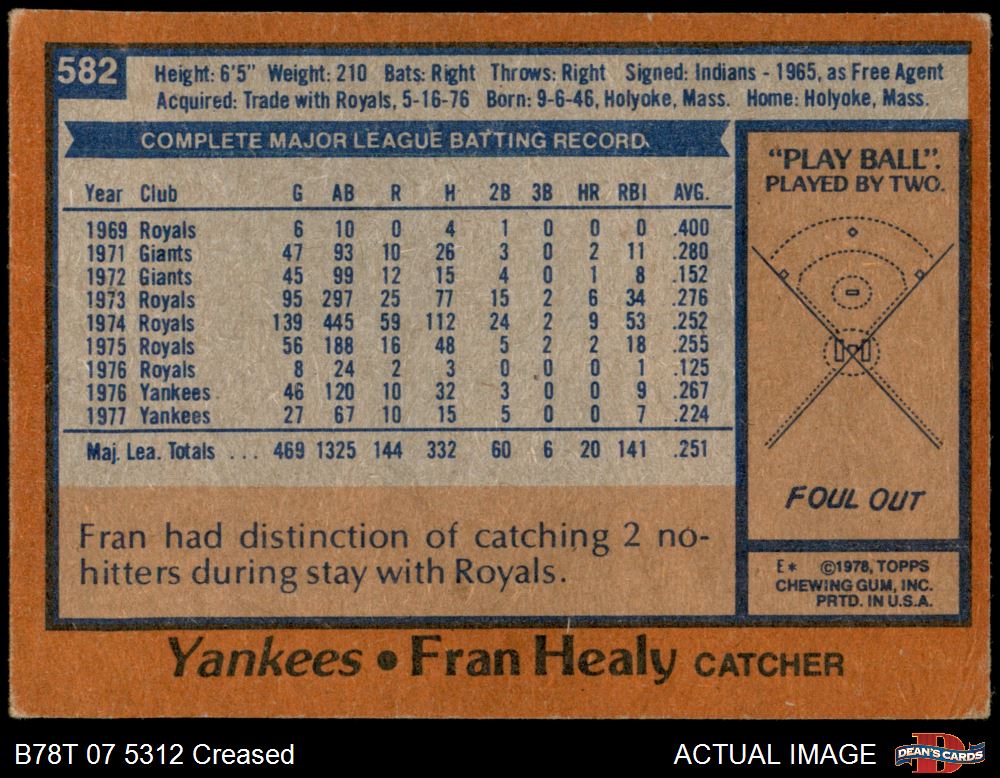 582
Height: 6'5" Weight: 210 Bats: Right Throws: Right Signed: Indians - 1965, as Free Agent
Acquired: Trade with Royals, 5-16-76 Born: 9-6-46, Holyoke, Mass. Home: Holyoke, Mass.
COMPLETE MAJOR LEAGUE BATTING RECORD
Year Club G AB R H 2B 3B HR RBI AVG.
1969 Royals 6 10 0 4 1 0 0 0 .400
1971 Giants 47 93 10 26 3 0 2 11 .280
1972 Giants 45 99 12 15 4 0 1 8 .152
1973 Royals 95 297 25 77 15 2 6 34 .276
1974 Royals 139 445 59 112 24 2 9 53 .252
1975 Royals 56 188 16 48 5 2 2 18 .255
1976 Royals 8 24 2 3 0 0 0 1 .125
1976 Yankees 46 120 10 32 3 0 0 9 .267
1977 Yankees 27 67 10 15 5 0 0 7 .224
Maj. Lea. Totals ... 469 1325 144 332 60 6 20 141 .251
Fran had distinction of catching 2 no-
hitters during stay with Royals.
"PLAY BALL".
PLAYED BY TWO.
FOUL OUT
E* ©1978, TOPPS
CHEWING GUM, INC.
PRTD. IN U.S.A.
Yankees • Fran Healy CATCHER
B78T 07 5312 Creased
ACTUAL IMAGE
DEAN'S CARDS